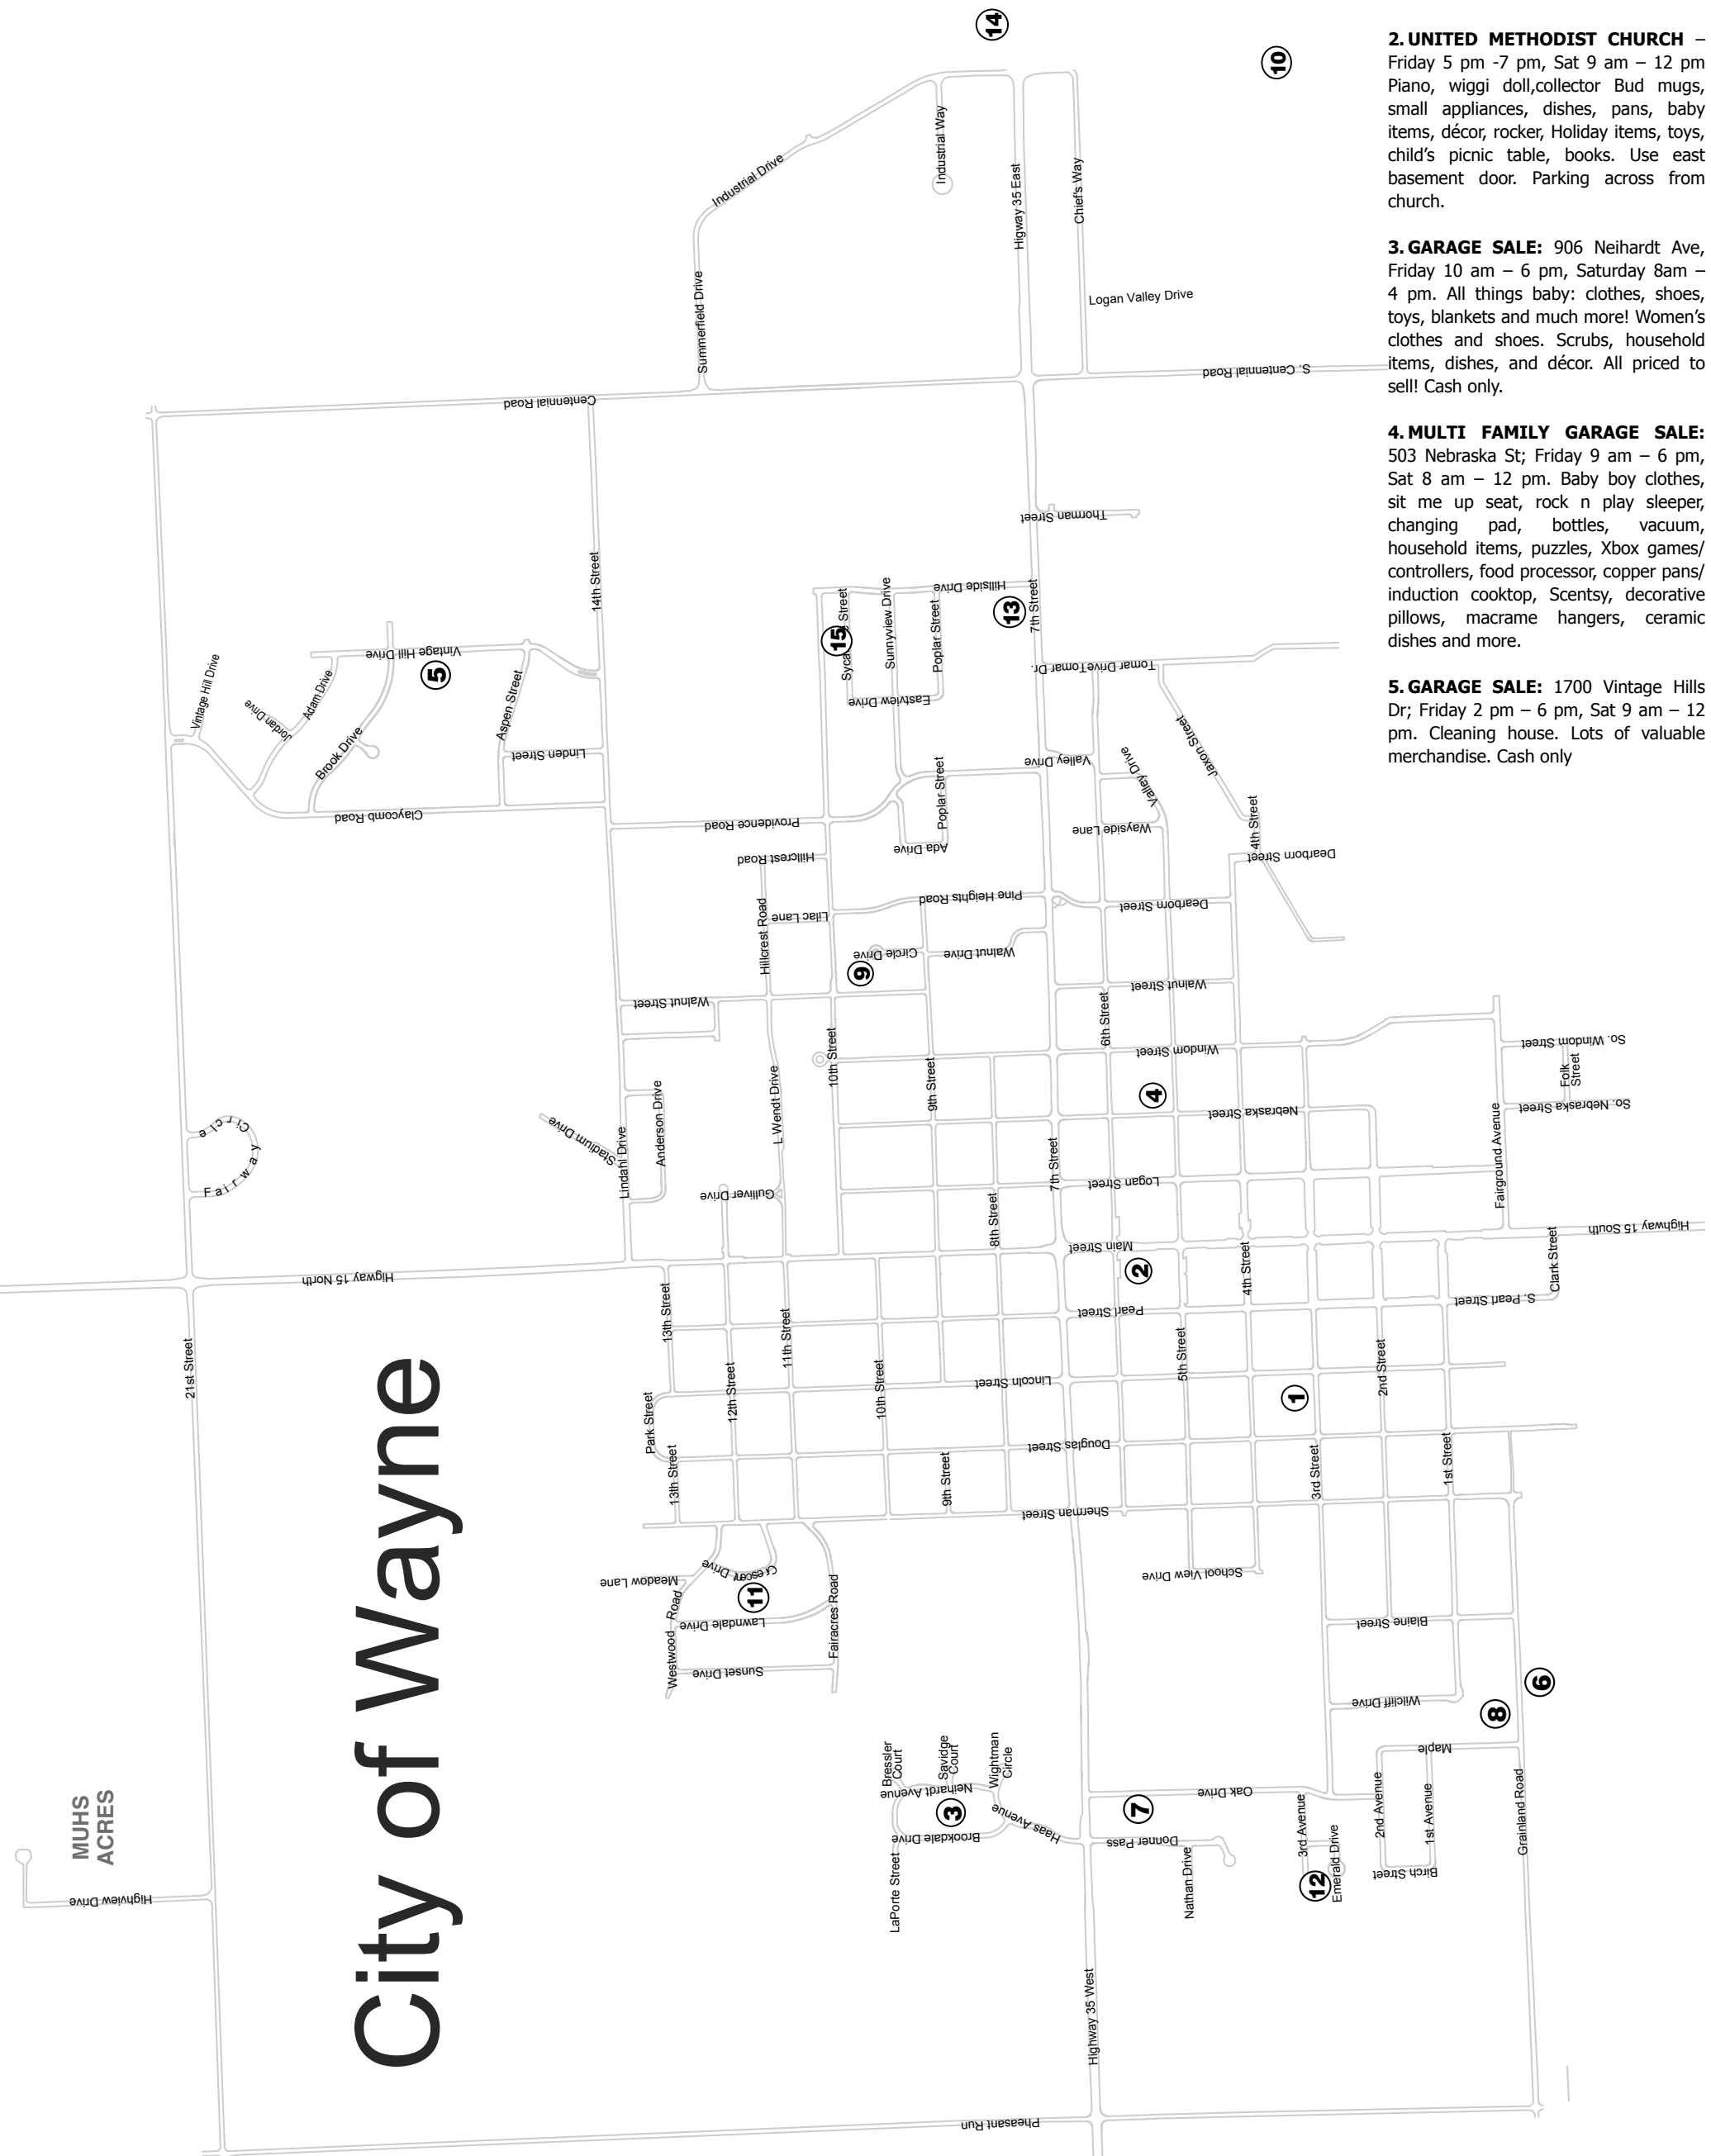 2. UNITED METHODIST CHURCH –
Friday 5 pm -7 pm, Sat 9 am – 12 pm
Piano, wiggi doll,collector Bud mugs,
small appliances, dishes, pans, baby
items, décor, rocker, Holiday items, toys,
child's picnic table, books. Use east
basement door. Parking across from
church.
3. GARAGE SALE: 906 Neihardt Ave,
Friday 10 am – 6 pm, Saturday 8am –
4 pm. All things baby: clothes, shoes,
toys, blankets and much more! Women's
clothes and shoes. Scrubs, household
items, dishes, and décor. All priced to
sell! Cash only.
4. MULTI FAMILY GARAGE SALE:
503 Nebraska St; Friday 9 am – 6 pm,
Sat 8 am – 12 pm. Baby boy clothes,
sit me up seat, rock n play sleeper,
changing pad, bottles, vacuum,
household items, puzzles, Xbox games/
controllers, food processor, copper pans/
induction cooktop, Scentsy, decorative
pillows, macrame hangers, ceramic
dishes and more.
5. GARAGE SALE: 1700 Vintage Hills
Dr; Friday 2 pm – 6 pm, Sat 9 am – 12
pm. Cleaning house. Lots of valuable
merchandise. Cash only
City of Wayne
MUHS
ACRES
Highview Drive
21st Street
Higway 15 North
Fairway Circle
Vintage Hill Drive
Jordan Drive
Adam Drive
Brook Drive
Vintage Hill Drive
5
Aspen Street
Linden Street
Claycomb Road
14th Street
Centennial Road
Summerfield Drive
Industrial Drive
Industrial Way
14
10
Higway 35 East
Chief's Way
Logan Valley Drive
S. Centennial Road
Thorman Street
Hillside Drive
7th Street
13
15
Sunnyview Drive
Poplar Street
Eastview Drive
Tomar Dr.
Tomar Drive
Jaxon Street
Valley Drive
Valley Drive
Wayside Lane
4th Street
Dearborn Street
Dearborn Street
Providence Road
Poplar Street
Ada Drive
Hillcrest Road
Hillcrest Road
Lilac Lane
Pine Heights Road
Circle Drive
Walnut Drive
9
Walnut Street
Walnut Street
6th Street
Windom Street
10th Street
9th Street
L Wendt Drive
Anderson Drive
Stadium Drive
Lindahl Drive
Gulliver Drive
4
Nebraska Street
7th Street
Logan Street
8th Street
Main Street
2
Pearl Street
4th Street
So. Windom Street
Folk
Street
So. Nebraska Street
Fairground Avenue
Highway 15 South
Clark Street
S. Pearl Street
13th Street
11th Street
12th Street
10th Street
Lincoln Street
5th Street
2nd Street
1
Park Street
13th Street
Douglas Street
9th Street
3rd Street
1st Street
Sherman Street
Meadow Lane
Crescent Drive
11
Westwood Road
Lawndale Drive
Sunset Drive
Fairacres Road
School View Drive
Blaine Street
Wilcliff Drive
6
8
Maple
Bressler
Court
Savidge
Court
Wightman
Circle
Neihardt Avenue
3
Brookdale Drive
Haas Avenue
LaPorte Street
7
Oak Drive
Donner Pass
Nathan Drive
3rd Avenue
12
Emerald Drive
2nd Avenue
1st Avenue
Birch Street
Grainland Road
Highway 35 West
Pheasant Run